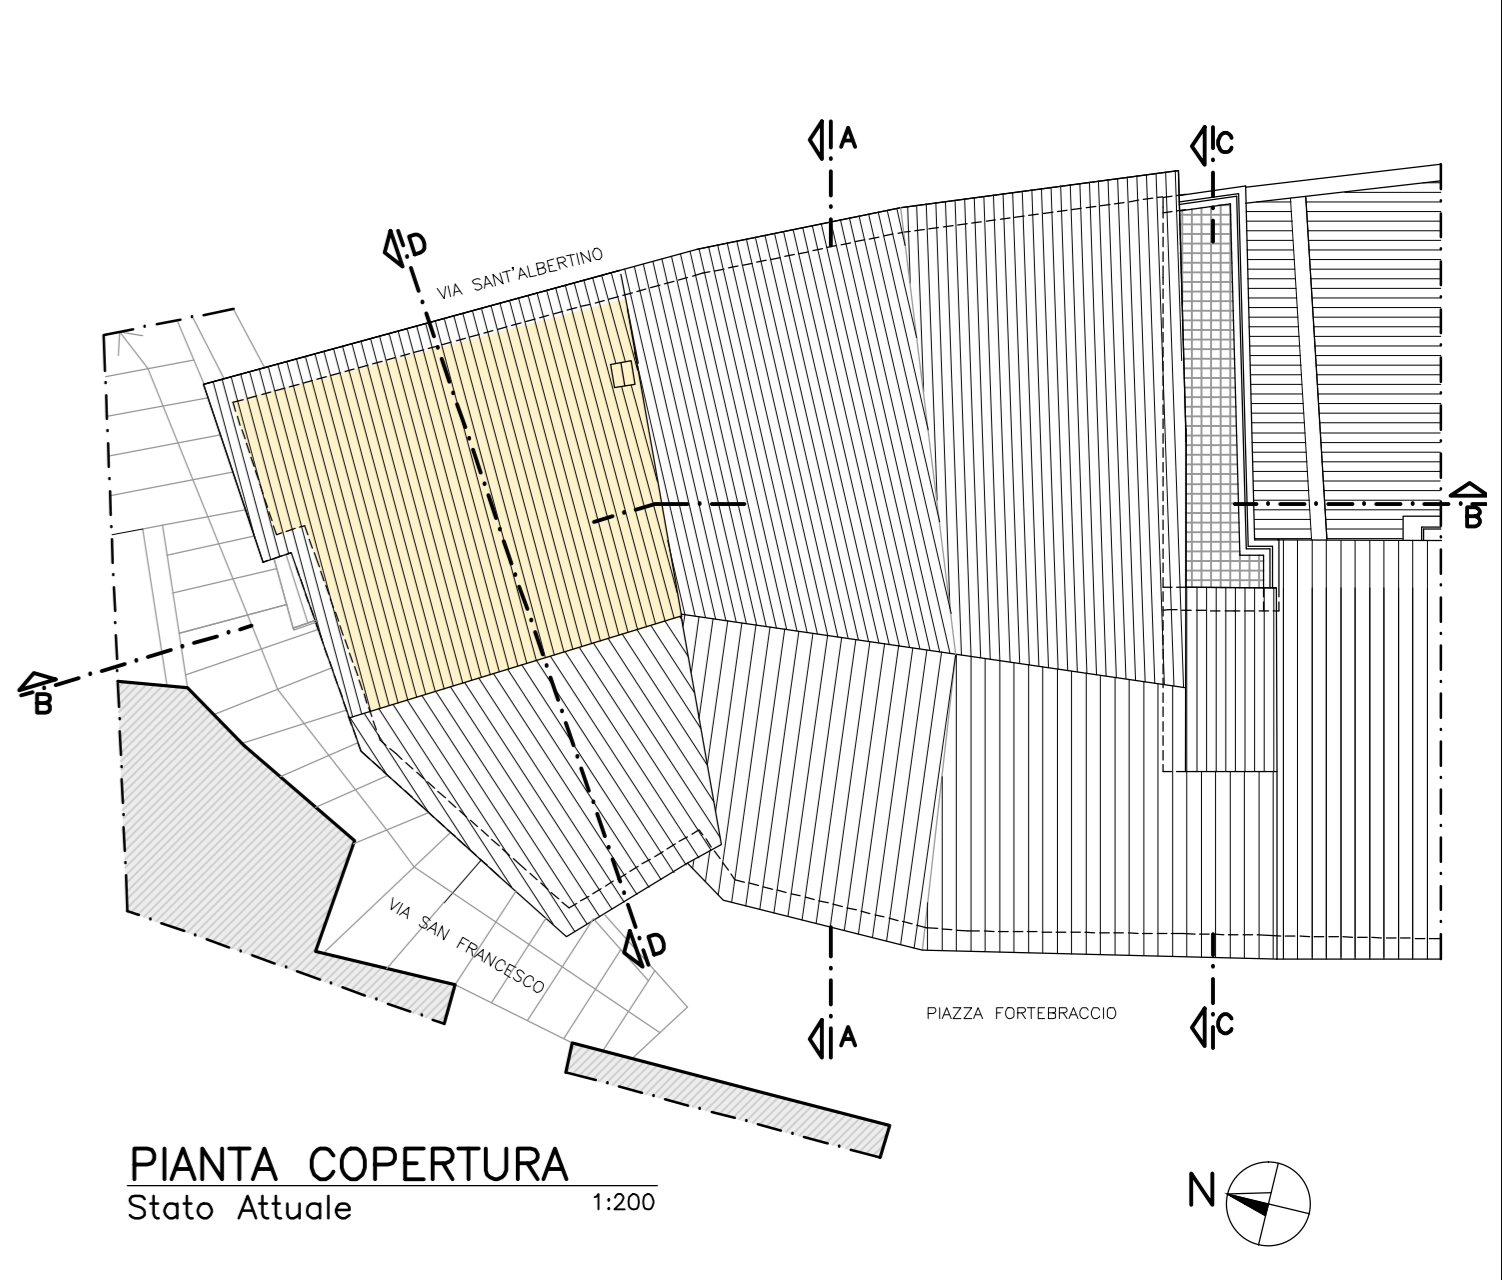 A
C
D
VIA SANT'ALBERTINO
B
B
VIA SAN FRANCESCO
D
PIAZZA FORTEBRACCIO
A
C
PIANTA COPERTURA
Stato Attuale
1:200
N